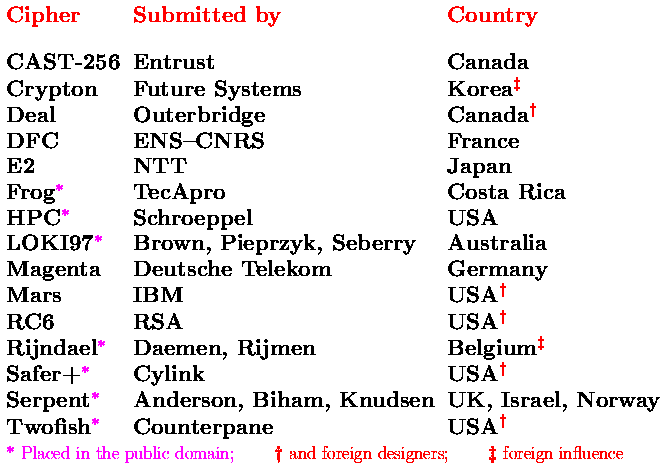 Cipher Submitted by Country
CAST-256 Entrust Canada
Crypton Future Systems Korea‡
Deal Outerbridge Canada†
DFC ENS–CNRS France
E2 NTT Japan
Frog* TecApro Costa Rica
HPC* Schroeppel USA
LOKI97* Brown, Pieprzyk, Seberry Australia
Magenta Deutsche Telekom Germany
Mars IBM USA†
RC6 RSA USA†
Rijndael* Daemen, Rijmen Belgium‡
Safer+* Cylink USA†
Serpent* Anderson, Biham, Knudsen UK, Israel, Norway
Twofish* Counterpane USA†
* Placed in the public domain; † and foreign designers; ‡ foreign influence